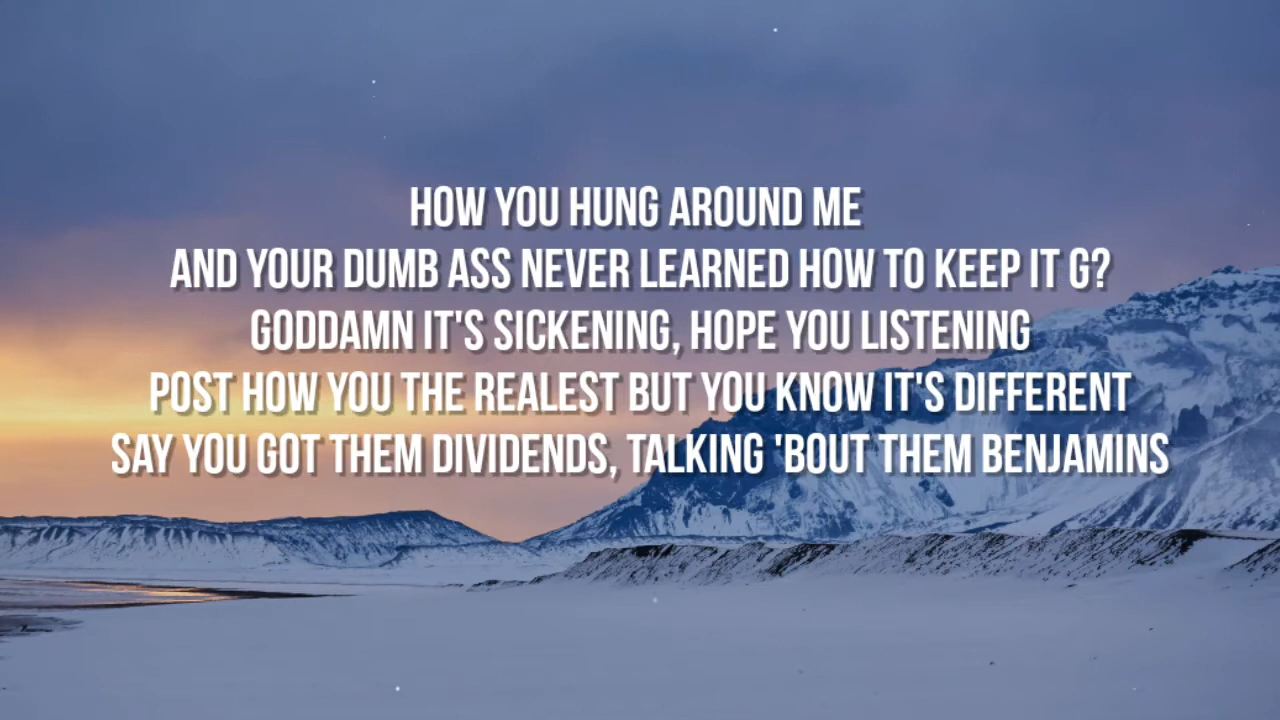 HOW YOU HUNG AROUND ME
AND YOUR DUMB ASS NEVER LEARNED HOW TO KEEP IT G?
GODDAMN IT'S SICKENING, HOPE YOU LISTENING
POST HOW YOU THE REALEST BUT YOU KNOW IT'S DIFFERENT
SAY YOU GOT THEM DIVIDENDS, TALKING 'BOUT THEM BENJAMINS